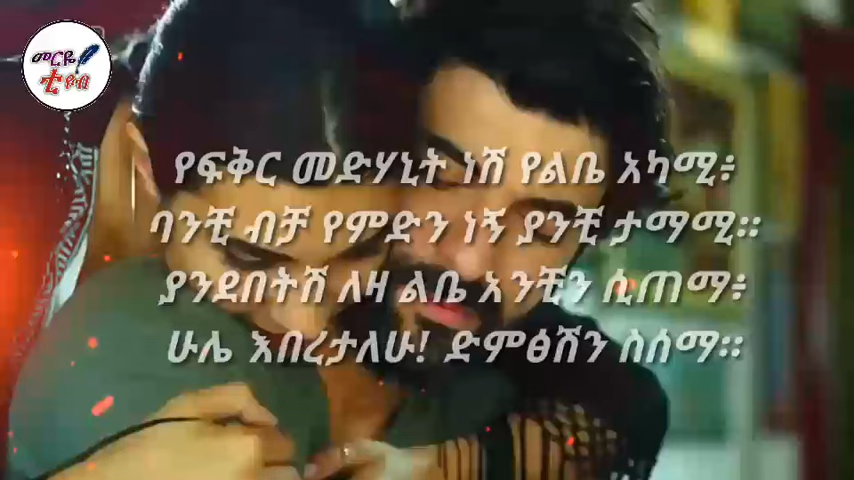 መርዬ
ቲዩብ
የፍቅር መድሃኒት ነሽ የልቤ አካሚ፥
ባንቺ ብቻ የምድን ነኝ ያንቺ ታማሚ።
ያንደበትሽ ለዛ ልቤ አንቺን ሲጠማ፥
ሁሌ እበረታለሁ! ድምፅሽን ስሰማ።